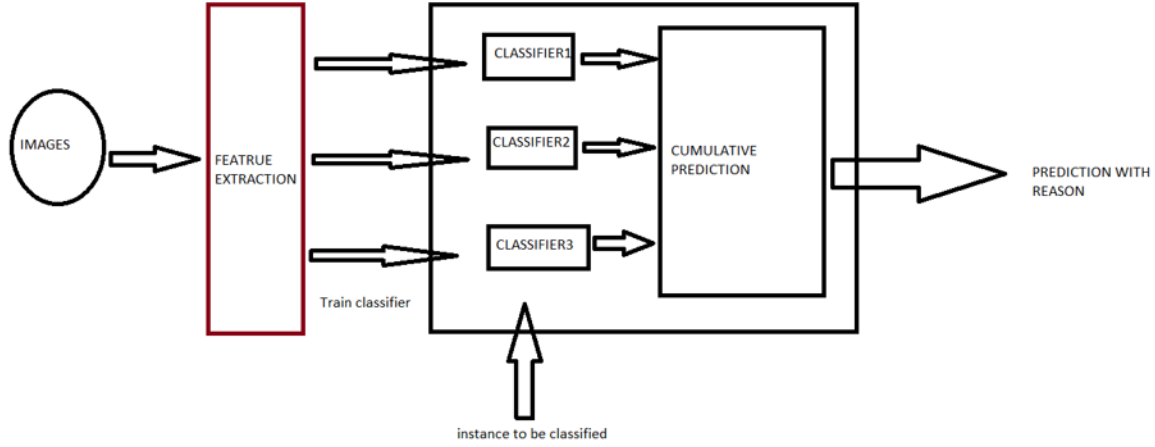 IMAGES
FEATRUE
EXTRACTION
Train classifier
CLASSIFIER1
CLASSIFIER2
CLASSIFIER3
CUMULATIVE
PREDICTION
PREDICTION WITH
REASON
instance to be classified